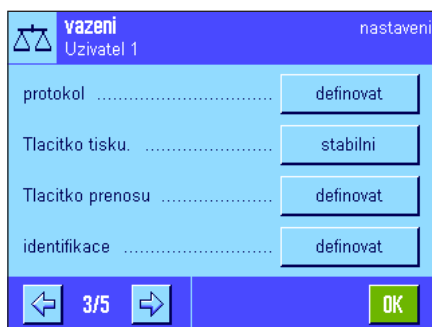 vazeni
nastaveni
Uzivatel 1
protokol ................................ definovat
Tlacitko tisku. ......................... stabilni
Tlacitko prenosu .................... definovat
identifikace ........................... definovat
3/5
OK